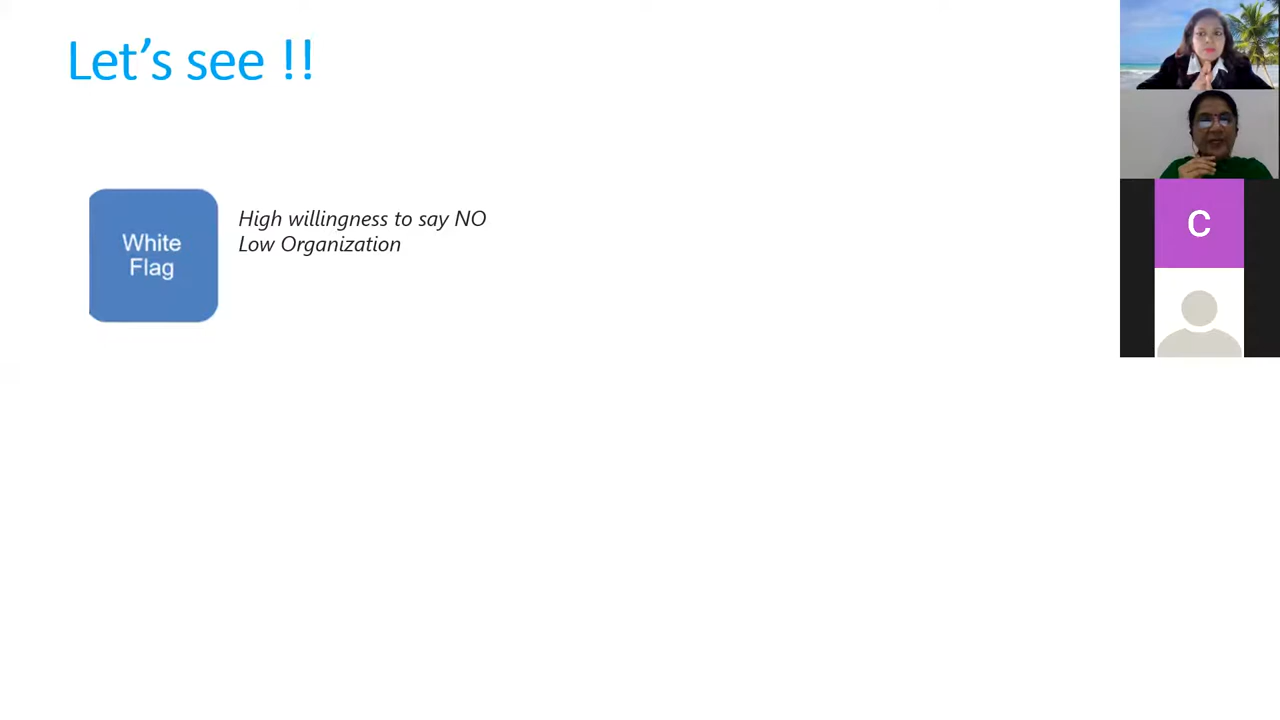 Let’s see !!
White
Flag
High willingness to say NO
Low Organization
C